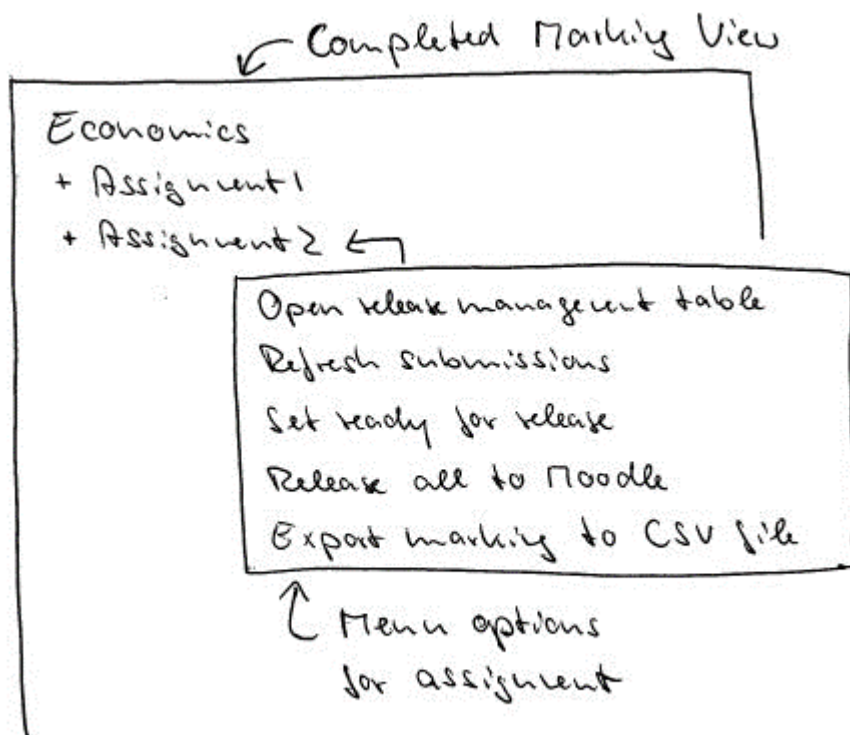 Completed Marking View
Economics
+ Assignment 1
+ Assignment 2
Open release management table
Refresh submissions
Set ready for release
Release all to Moodle
Export marking to CSV file
Menu options
for assignment